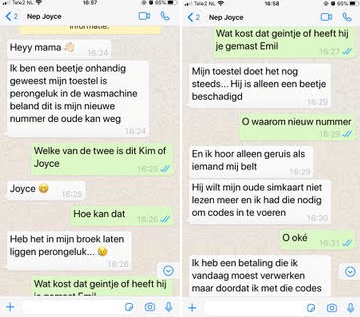 Tele2 NL
16:57
65%
2
Nep Joyce
informatie.
Heyy mama
16:24
Ik ben een beetje onhandig
geweest mijn toestel is
perongeluk in de wasmachine
beland dit is mijn nieuwe
nummer de oude kan weg
16:24
Welke van de twee is dit Kim of
Joyce
16:25
Joyce 😋
16:25
Hoe kan dat
16:26
Heb het in mijn broek laten
liggen perongeluk... 😥
16:26
Wat kost dat geintje of heeft hij
je gemast Emil
Tele2 NL
16:58
65%
2
Nep Joyce
Wat kost dat geintje of heeft hij
je gemast Emil
16:27
Mijn toestel doet het nog
steeds... Hij is alleen een beetje
beschadigd
16:27
O waarom nieuw nummer
16:29
En ik hoor alleen geruis als
iemand mij belt
16:29
Hij wilt mijn oude simkaart niet
lezen meer en ik had die nodig
om codes in te voeren
16:30
O oké
16:31
Ik heb een betaling die ik
vandaag moest verwerken
maar doordat ik met die codes